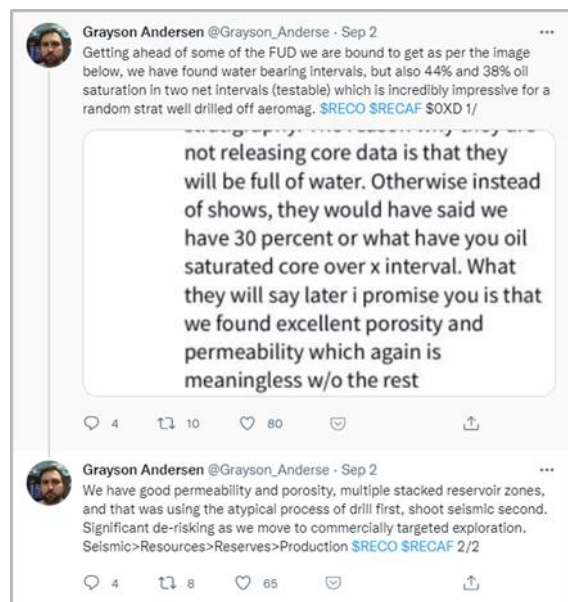 Grayson Andersen @Grayson_Anderse · Sep 2
Getting ahead of some of the FUD we are bound to get as per the image
below, we have found water bearing intervals, but also 44% and 38% oil
saturation in two net intervals (testable) which is incredibly impressive for a
random strat well drilled off aeromag. $RECO $RECAF $0XD 1/
stratigraphy. The reason why they are
not releasing core data is that they
will be full of water. Otherwise instead
of shows, they would have said we
have 30 percent or what have you oil
saturated core over x interval. What
they will say later i promise you is that
we found excellent porosity and
permeability which again is
meaningless w/o the rest
4 10 80
Grayson Andersen @Grayson_Anderse · Sep 2
We have good permeability and porosity, multiple stacked reservoir zones,
and that was using the atypical process of drill first, shoot seismic second.
Significant de-risking as we move to commercially targeted exploration.
Seismic>Resources>Reserves>Production $RECO $RECAF 2/2
4 8 65